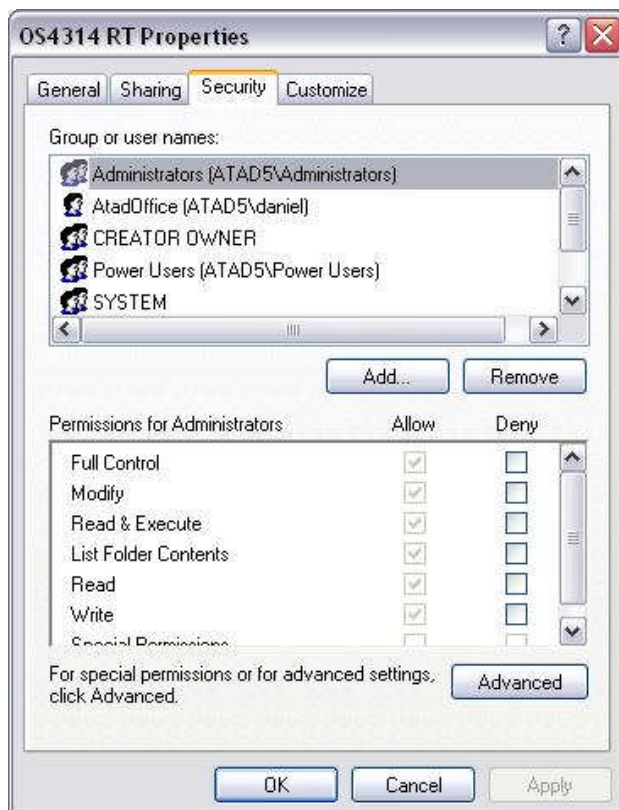 OS4314 RT Properties
General Sharing Security Customize
Group or user names:
Administrators (ATAD5\Administrators)
AtadOffice (ATAD5\daniel)
CREATOR OWNER
Power Users (ATAD5\Power Users)
SYSTEM
Add... Remove
Permissions for Administrators Allow Deny
Full Control
Modify
Read & Execute
List Folder Contents
Read
Write
Special Permissions
For special permissions or for advanced settings,
click Advanced.
Advanced
OK Cancel Apply